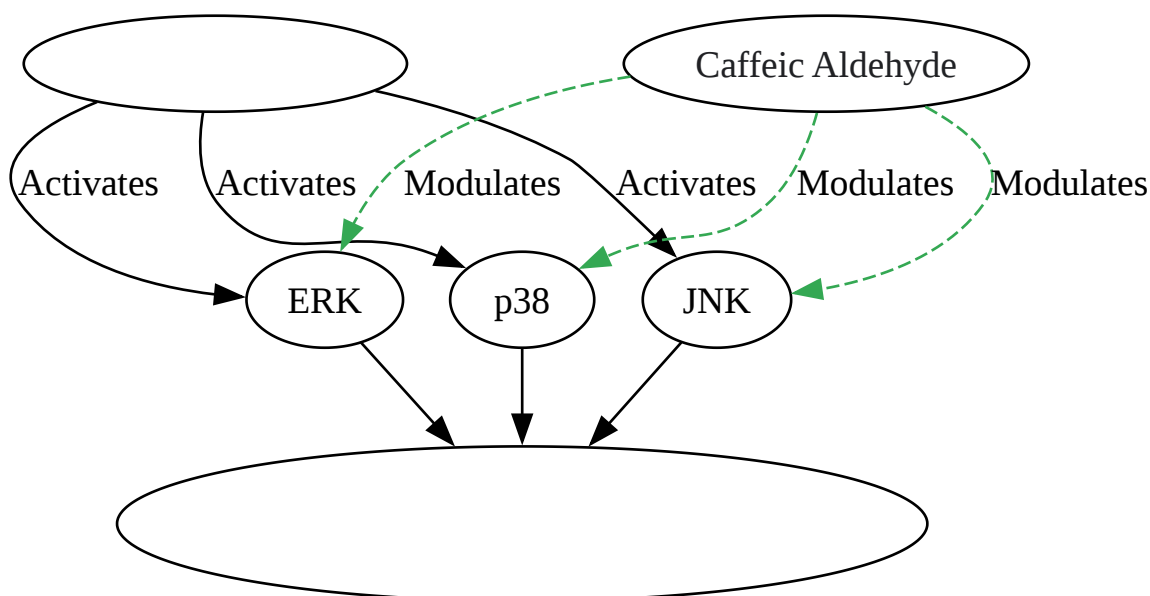 Caffeic Aldehyde
Activates
Activates
Modulates
Activates
Modulates
Modulates
ERK
p38
JNK